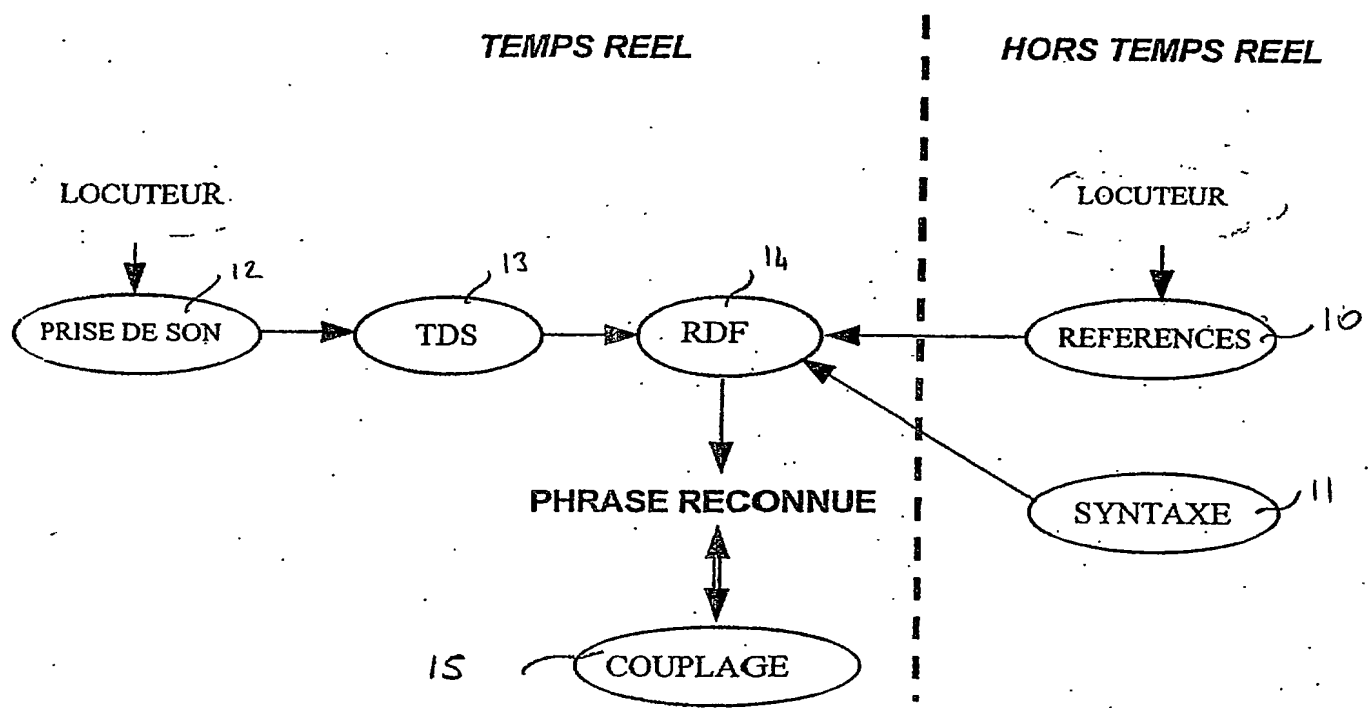 TEMPS REEL
HORS TEMPS REEL
LOCUTEUR
LOCUTEUR
12
13
14
PRISE DE SON
TDS
RDF
REFERENCES
10
PHRASE RECONNUE
SYNTAXE
11
15
COUPLAGE